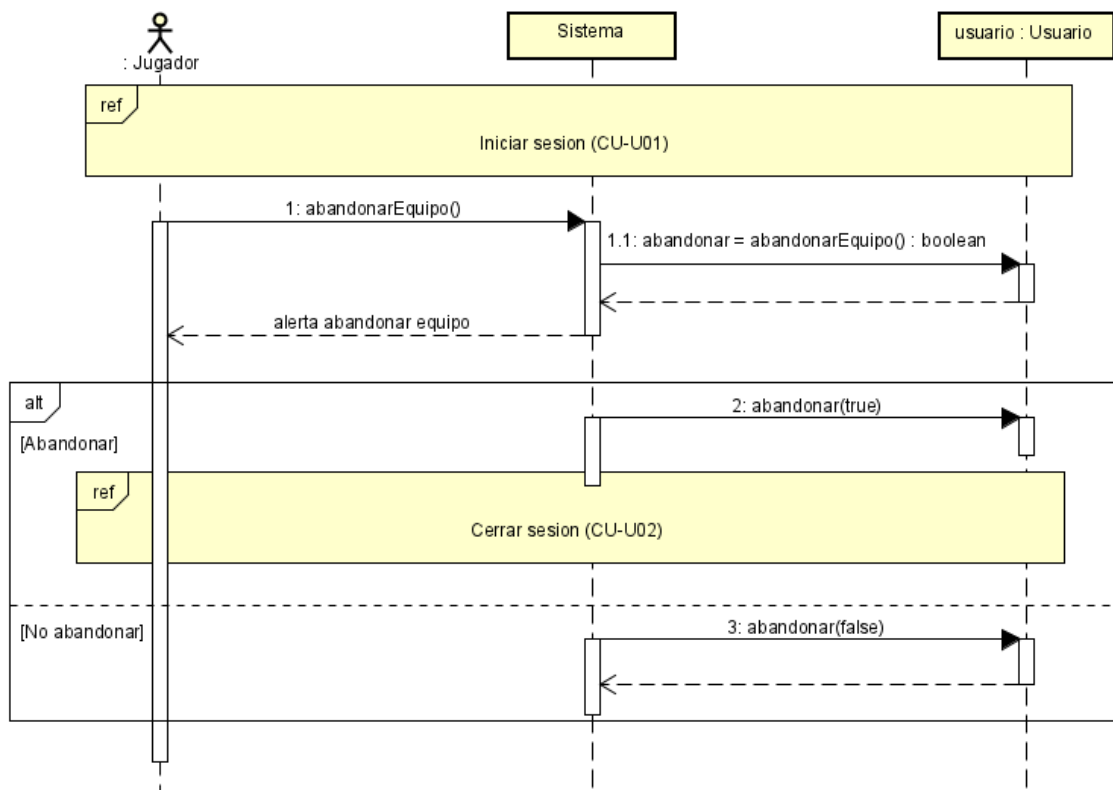 : Jugador
Sistema
usuario : Usuario
ref
Iniciar sesion (CU-U01)
1: abandonarEquipo()
1.1: abandonar = abandonarEquipo() : boolean
alerta abandonar equipo
alt
2: abandonar(true)
[Abandonar]
ref
Cerrar sesion (CU-U02)
[No abandonar]
3: abandonar(false)